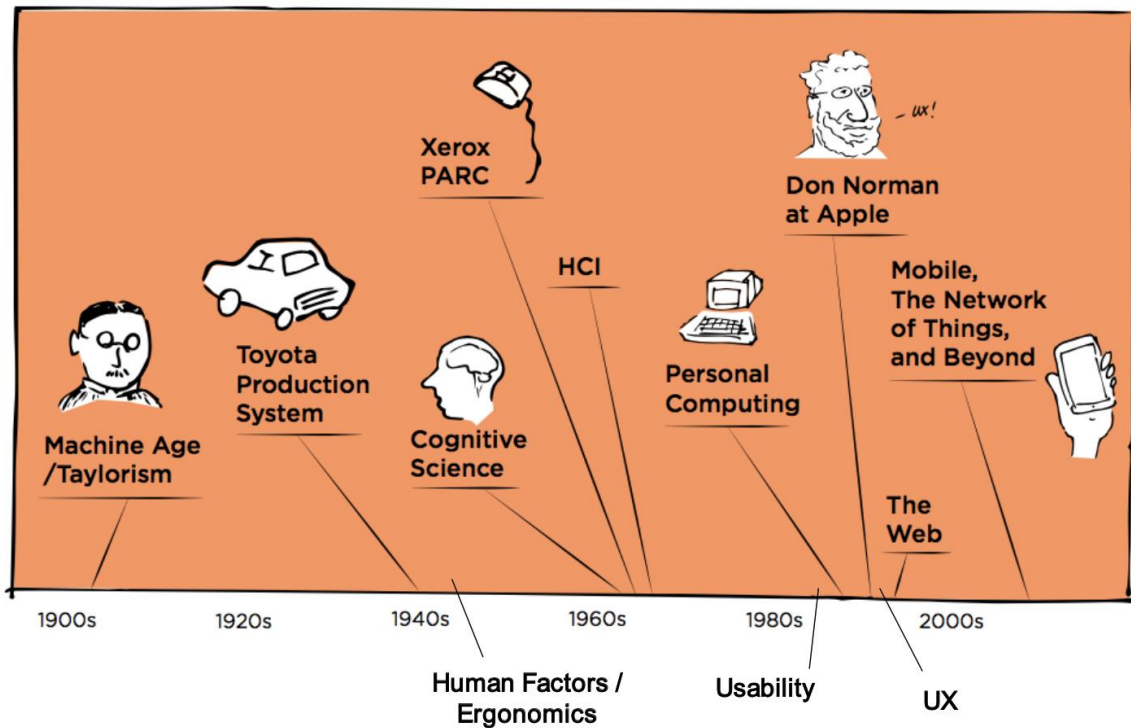 Xerox
PARC
- UX!
Don Norman
at Apple
HCI
Mobile,
The Network
of Things,
and Beyond
Toyota
Production
System
Personal
Computing
Machine Age
/Taylorism
Cognitive
Science
The
Web
1900s
1920s
1940s
1960s
1980s
2000s
Human Factors /
Ergonomics
Usability
UX